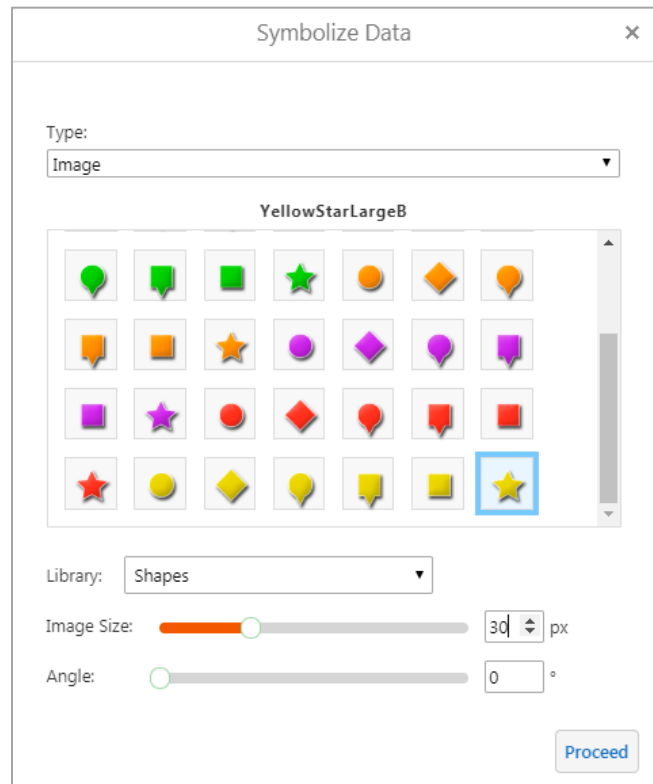 Symbolize Data ×
Type:
Image
YellowStarLargeB
Library: Shapes
Image Size: 30 px
Angle: 0 °
Proceed